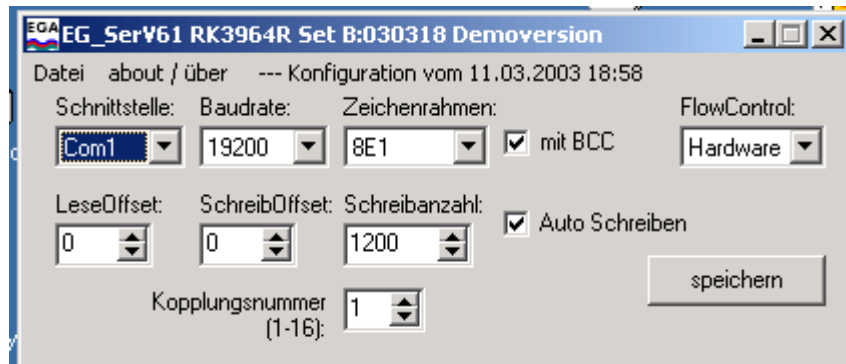 EGA EG_SerV61 RK3964R Set B:030318 Demoversion
Datei about / über --- Konfiguration vom 11.03.2003 18:58
Schnittstelle: Baudrate: Zeichenrahmen: FlowControl:
Com1 19200 8E1 mit BCC Hardware
LeseOffset: SchreibOffset: Schreibanzahl:
0 0 1200 Auto Schreiben
speichern
Kopplungsnummer 1
(1-16):